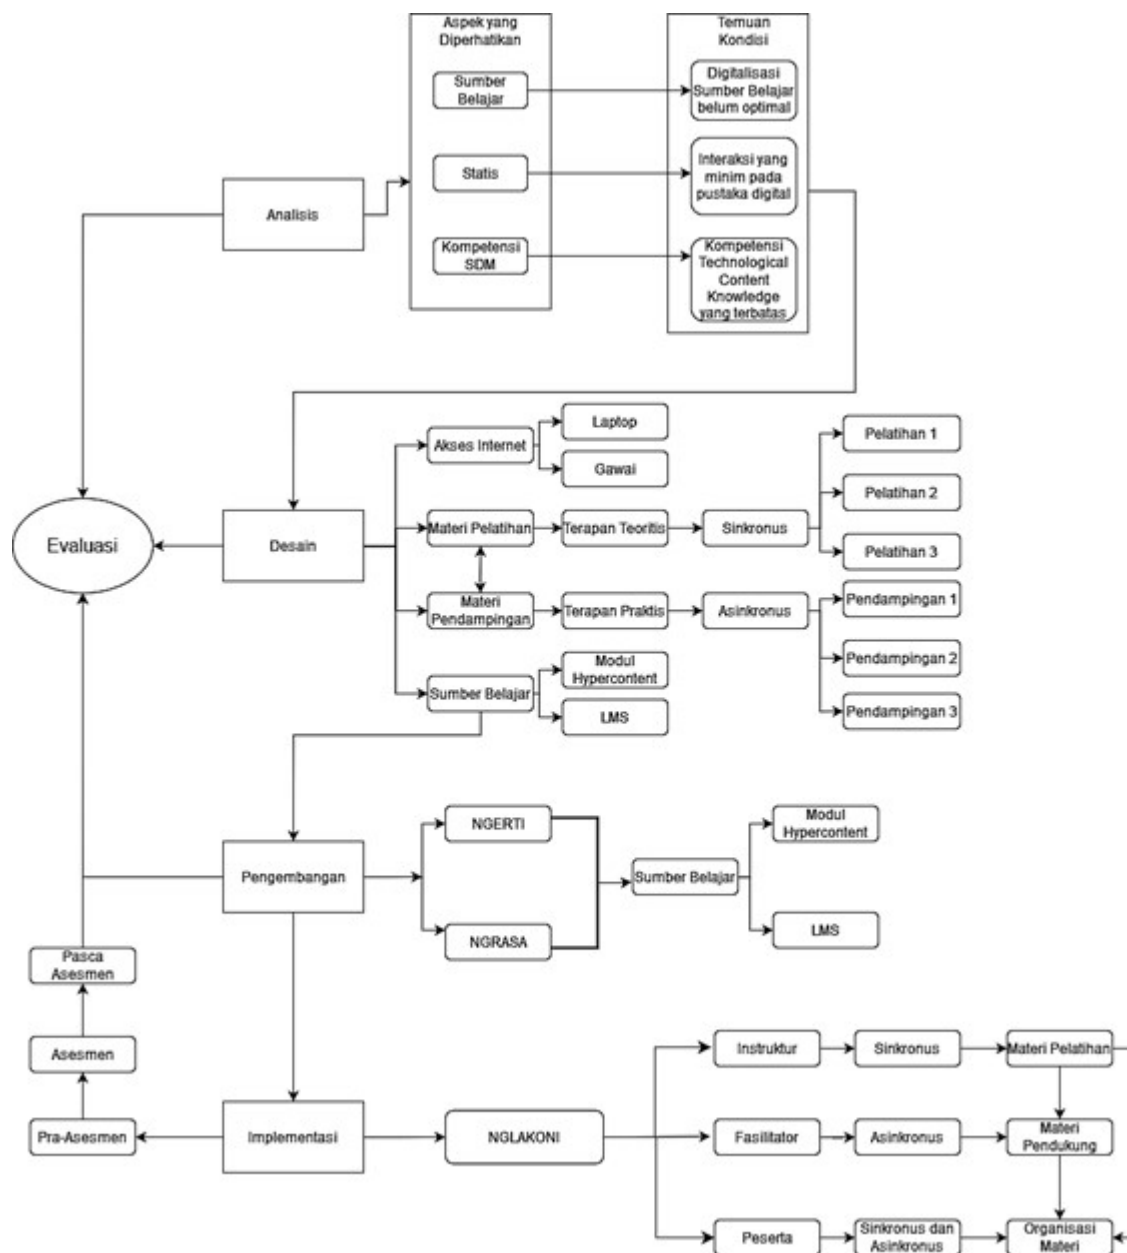 Aspek yang
Diperhatikan
Temuan
Kondisi
Sumber
Belajar
Digitalisasi
Sumber Belajar
belum optimal
Statis
Interaksi yang
minim pada
pustaka digital
Analisis
Kompetensi
SDM
Kompetensi
Technological
Content
Knowledge
yang terbatas
Akses Internet
Laptop
Gawai
Pelatihan 1
Pelatihan 2
Pelatihan 3
Evaluasi
Desain
Materi Pelatihan
Terapan Teoritis
Sinkronus
Materi
Pendampingan
Terapan Praktis
Asinkronus
Pendampingan 1
Pendampingan 2
Pendampingan 3
Sumber Belajar
Modul
Hypercontent
LMS
Pengembangan
NGERTI
NGRASA
Sumber Belajar
Modul
Hypercontent
LMS
Pasca
Asesmen
Asesmen
Pra-Asesmen
Implementasi
NGLAKONI
Instruktur
Sinkronus
Materi Pelatihan
Fasilitator
Asinkronus
Materi
Pendukung
Peserta
Sinkronus dan
Asinkronus
Organisasi
Materi